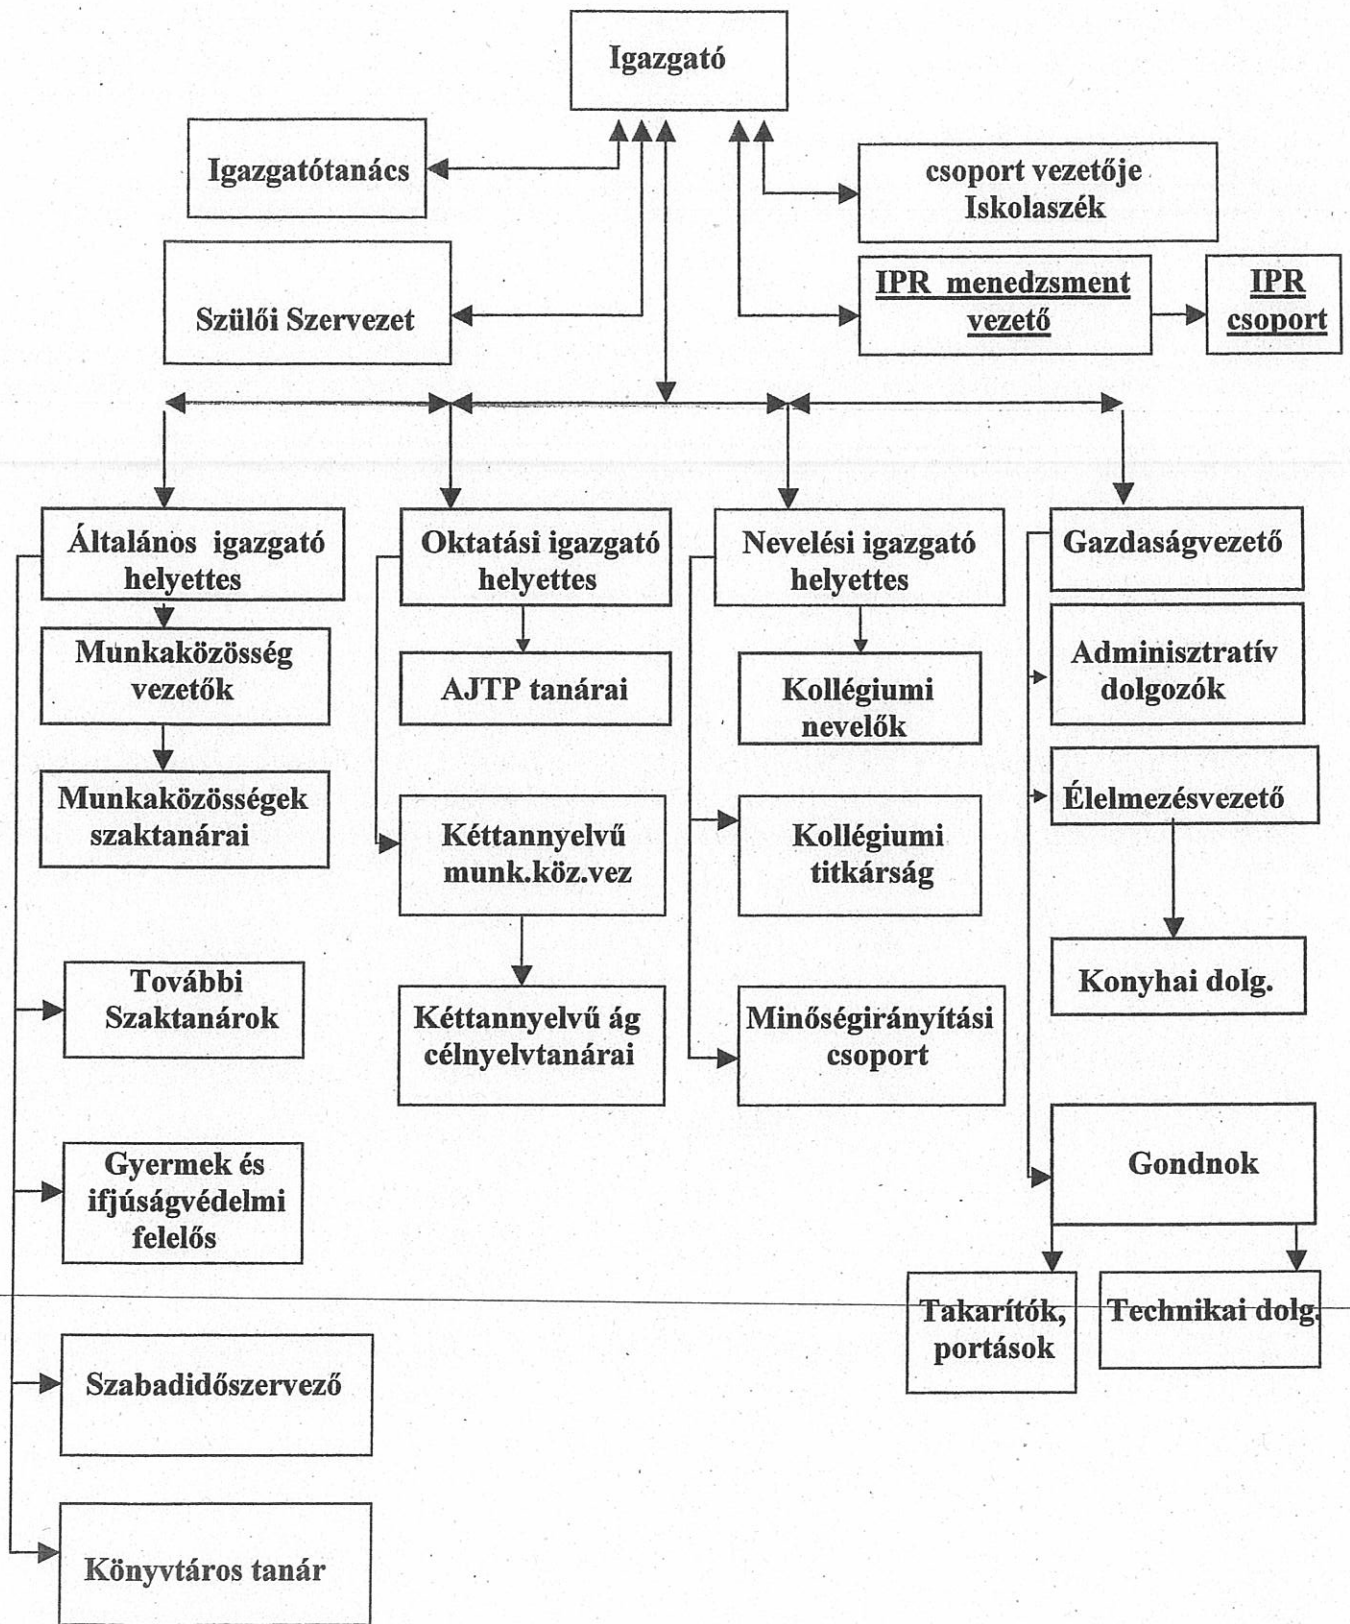 Igazgató
Igazgatótanács
csoport vezetője
Iskolaszék
Szülői Szervezet
IPR menedzsment
vezető
IPR
csoport
Általános igazgató
helyettes
Oktatási igazgató
helyettes
Nevelési igazgató
helyettes
Gazdaságvezető
Munkaközösség
vezetők
AJTP tanárai
Kollégiumi
nevelők
Adminisztratív
dolgozók
Munkaközösségek
szaktanárai
Kéttannyelvű
munk.köz.vez
Kollégiumi
titkárság
Élelmezésvezető
Konyhai dolg.
További
Szaktanárok
Kéttannyelvű ág
célnyelvtanárai
Minőségirányítási
csoport
Gyermek és
ifjúságvédelmi
felelős
Gondnok
Takarítók,
portások
Technikai dolg.
Szabadidőszervező
Könyvtáros tanár